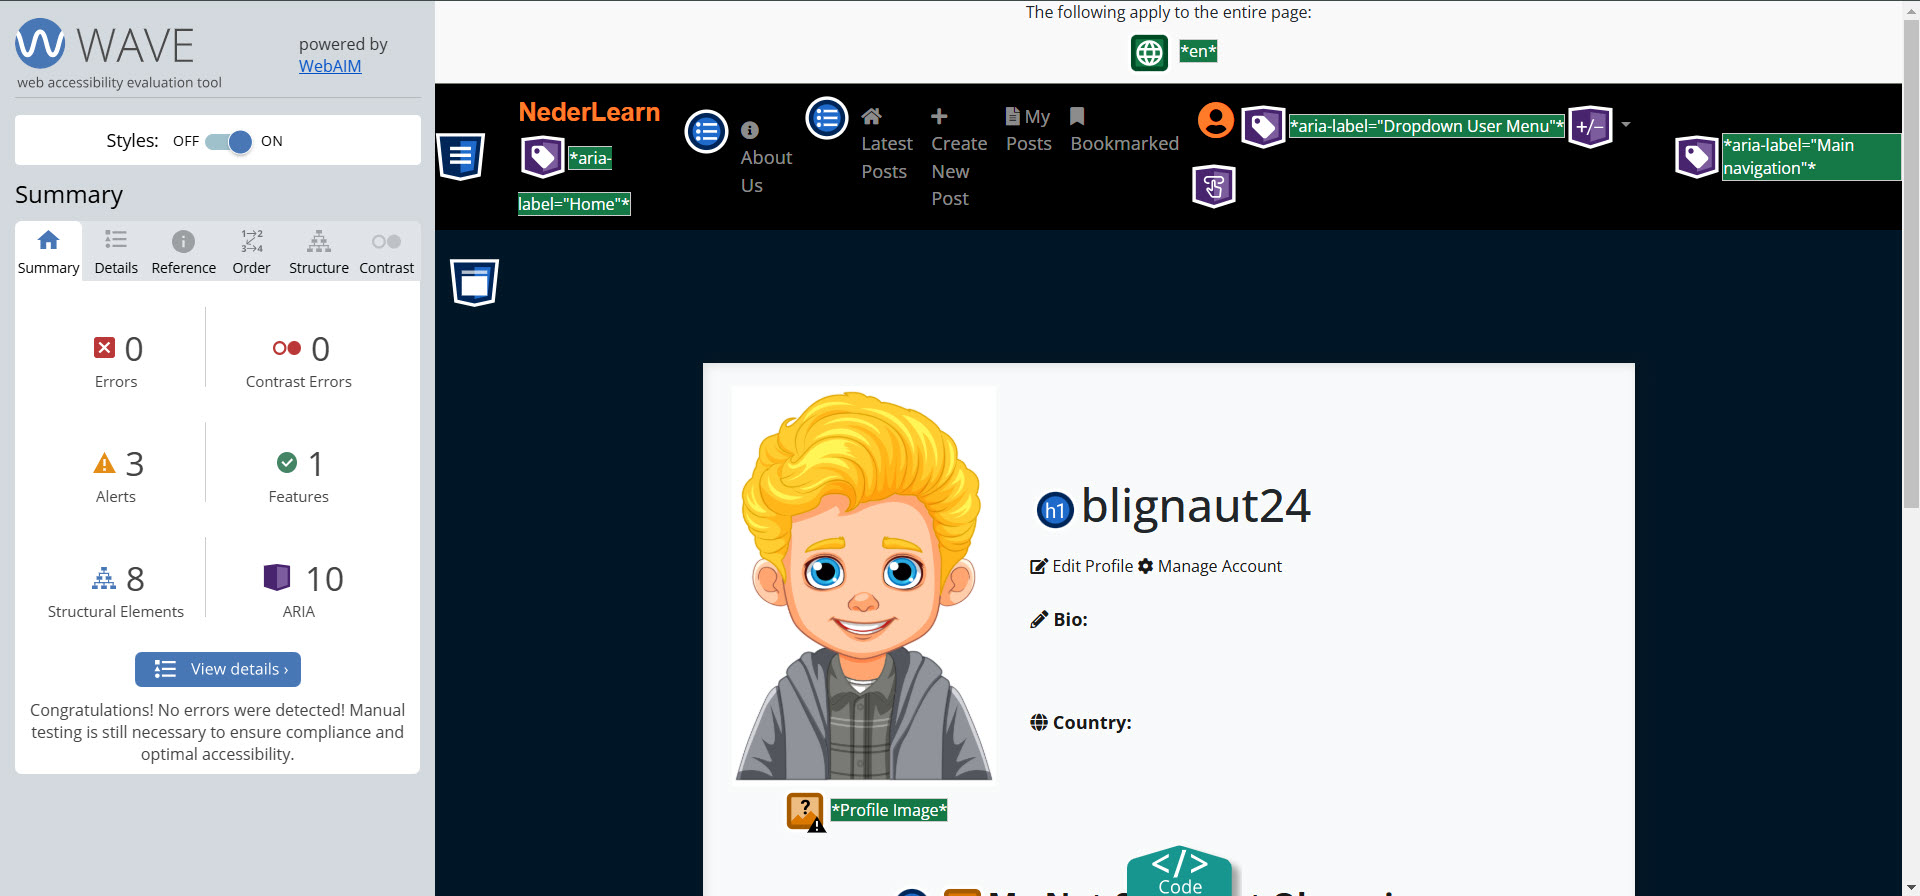 WAVE
web accessibility evaluation tool
powered by
WebAIM
Styles: OFF ON
Summary
Summary Details Reference Order Structure Contrast
0
Errors
0
Contrast Errors
3
Alerts
1
Features
8
Structural Elements
10
ARIA
View details ›
Congratulations! No errors were detected! Manual
testing is still necessary to ensure compliance and
optimal accessibility.
The following apply to the entire page:
*en*
NederLearn
*aria-
label="Home"*
About
Us
Latest
Posts
Create
New
Post
My
Posts
Bookmarked
*aria-label="Dropdown User Menu"*
+/−
*aria-label="Main
navigation"*
h1 blignaut24
Edit Profile Manage Account
Bio:
Country:
*Profile Image*
</>
Code